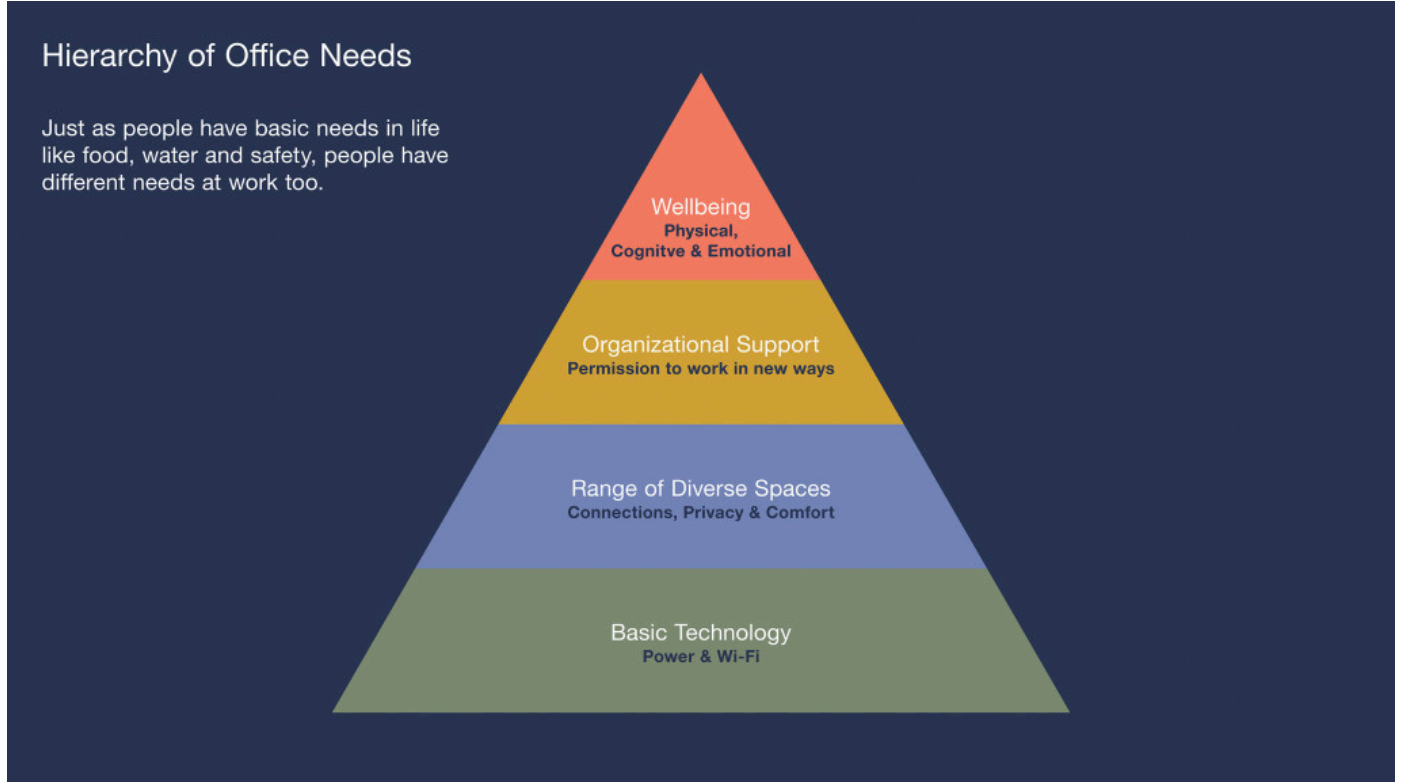 Hierarchy of Office Needs
Just as people have basic needs in life
like food, water and safety, people have
different needs at work too.
Wellbeing
Physical,
Cognitve & Emotional
Organizational Support
Permission to work in new ways
Range of Diverse Spaces
Connections, Privacy & Comfort
Basic Technology
Power & Wi-Fi